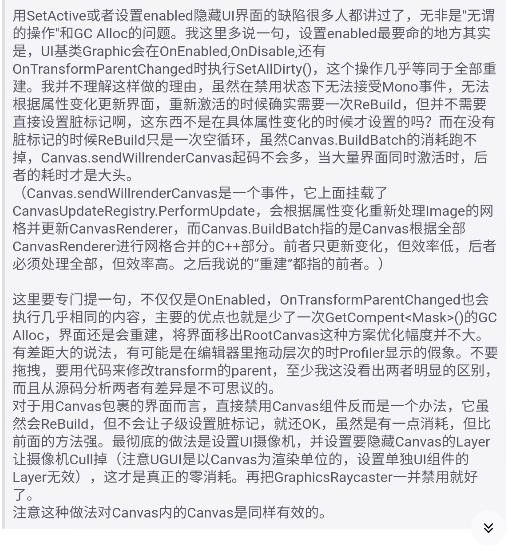 用SetActive或者设置enabled隐藏UI界面的缺陷很多人都讲过了，无非是"无谓
的操作"和GC Alloc的问题。我这里多说一句，设置enabled最要命的地方其实
是，UI基类Graphic会在OnEnabled,OnDisable,还有
OnTransformParentChanged时执行SetAllDirty()，这个操作几乎等同于全部重
建。我并不理解这样做的理由，虽然在禁用状态下无法接受Mono事件，无法
根据属性变化更新界面，重新激活的时候确实需要一次ReBuild，但并不需要
直接设置脏标记啊，这东西不是在具体属性变化的时候才设置的吗？而在没有
脏标记的时候ReBuild只是一次空循环，虽然Canvas.BuildBatch的消耗跑不
掉，Canvas.sendWillrenderCanvas起码不会多，当大量界面同时激活时，后
者的耗时才是大头。
（Canvas.sendWillrenderCanvas是一个事件，它上面挂载了
CanvasUpdateRegistry.PerformUpdate，会根据属性变化重新处理Image的网
格并更新CanvasRenderer，而Canvas.BuildBatch指的是Canvas根据全部
CanvasRenderer进行网格合并的C++部分。前者只更新变化，但效率低，后者
必须处理全部，但效率高。之后我说的“重建”都指的前者。）
这里要专门提一句，不仅仅是OnEnabled，OnTransformParentChanged也会
执行几乎相同的内容，主要的优点也就是少了一次GetCompent<Mask>()的GC
Alloc，界面还是会重建，将界面移出RootCanvas这种方案优化幅度并不大。
有差距大的说法，有可能是在编辑器里拖动层次的时Profiler显示的假象。不要
拖拽，要用代码来修改transform的parent，至少我这没看出两者明显的区别，
而且从源码分析两者有差异是不可思议的。
对于用Canvas包裹的界面而言，直接禁用Canvas组件反而是一个办法，它虽
然会ReBuild，但不会让子级设置脏标记，就还OK，虽然是有一点消耗，但比
前面的方法强。最彻底的做法是设置UI摄像机，并设置要隐藏Canvas的Layer
让摄像机Cull掉（注意UGUI是以Canvas为渲染单位的，设置单独UI组件的
Layer无效），这才是真正的零消耗。再把GraphicsRaycaster一并禁用就好
了。
注意这种做法对Canvas内的Canvas是同样有效的。